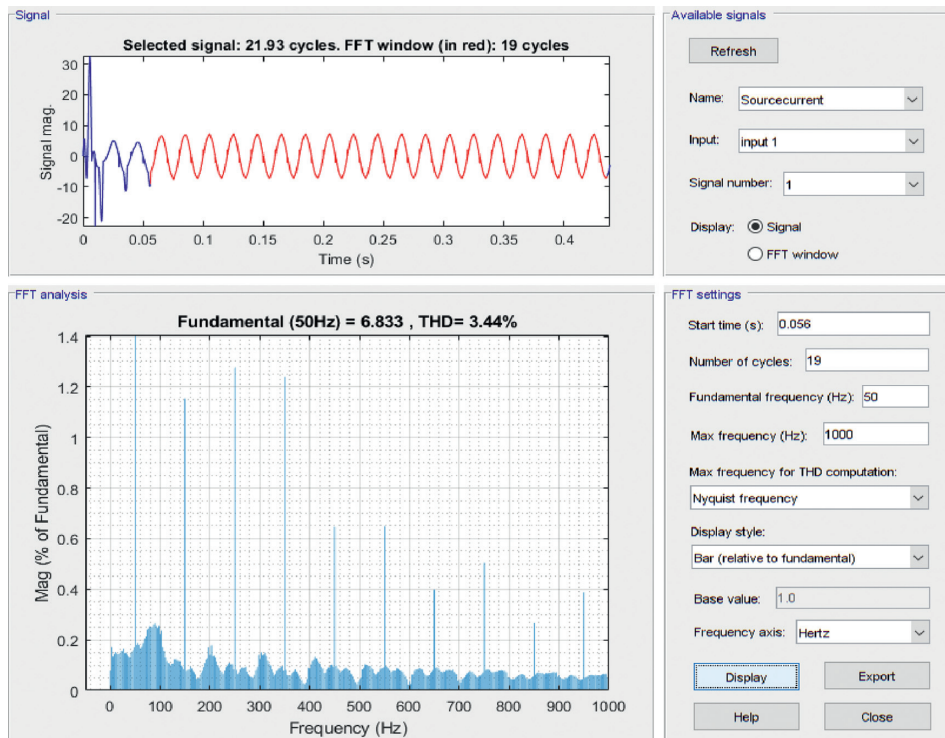 Signal
Selected signal: 21.93 cycles. FFT window (in red): 19 cycles
30
20
10
0
-10
-20
Signal mag.
0 0.05 0.1 0.15 0.2 0.25 0.3 0.35 0.4
Time (s)
Available signals
Refresh
Name: Sourcecurrent
Input: input 1
Signal number: 1
Display: Signal
FFT window
FFT analysis
Fundamental (50Hz) = 6.833 , THD= 3.44%
1.4
1.2
1
0.8
0.6
0.4
0.2
0
Mag (% of Fundamental)
0 100 200 300 400 500 600 700 800 900 1000
Frequency (Hz)
FFT settings
Start time (s): 0.056
Number of cycles: 19
Fundamental frequency (Hz): 50
Max frequency (Hz): 1000
Max frequency for THD computation:
Nyquist frequency
Display style:
Bar (relative to fundamental)
Base value: 1.0
Frequency axis: Hertz
Display Export
Help Close